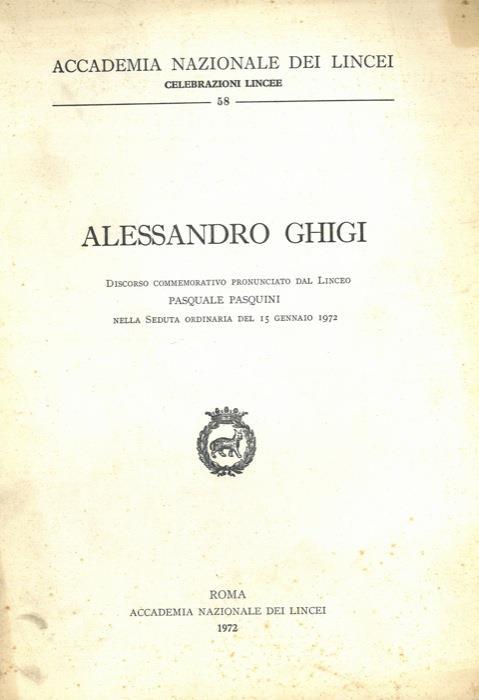 ACCADEMIA NAZIONALE DEI LINCEI
CELEBRAZIONI LINCEE
58
ALESSANDRO GHIGI
DISCORSO COMMEMORATIVO PRONUNCIATO DAL LINCEO
PASQUALE PASQUINI
NELLA SEDUTA ORDINARIA DEL 15 GENNAIO 1972
ROMA
ACCADEMIA NAZIONALE DEI LINCEI
1972